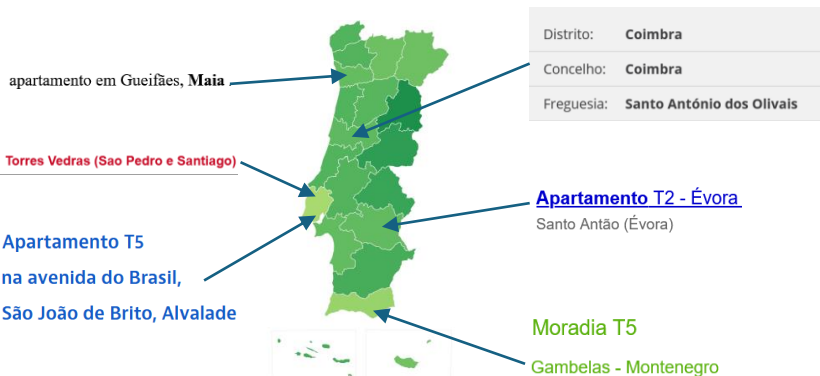 apartamento em Gueifães, Maia
Distrito: Coimbra
Concelho: Coimbra
Freguesia: Santo António dos Olivais
Torres Vedras (Sao Pedro e Santiago)
Apartamento T2 - Évora
Santo Antão (Évora)
Apartamento T5
na avenida do Brasil,
São João de Brito, Alvalade
Moradia T5
Gambelas - Montenegro